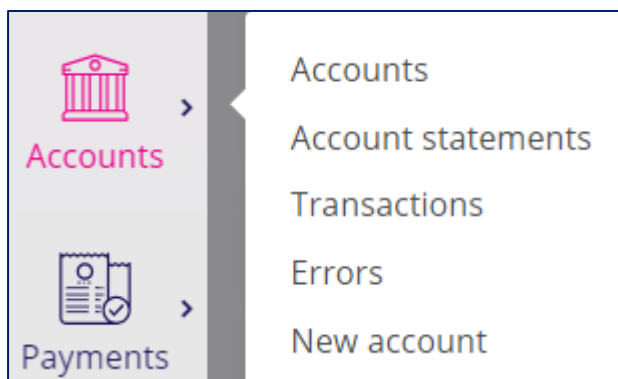 Accounts
Payments
Accounts
Account statements
Transactions
Errors
New account